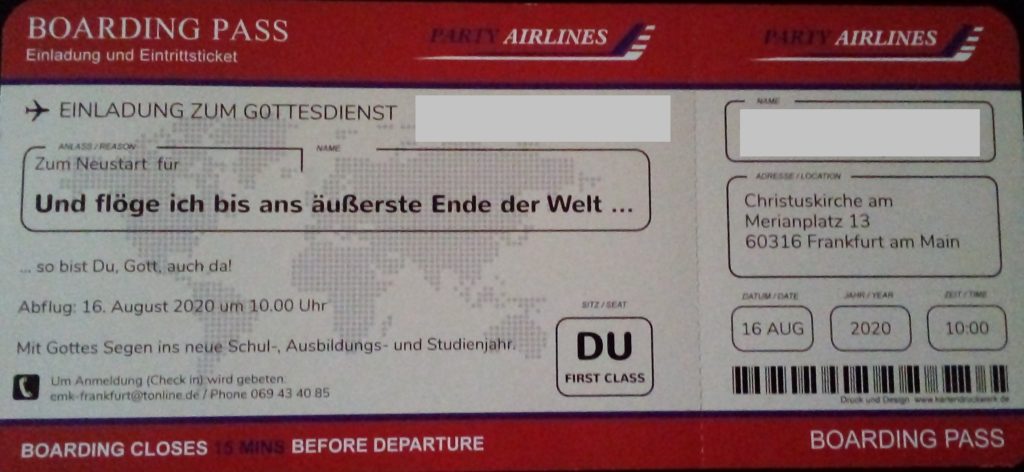 BOARDING PASS
Einladung und Eintrittsticket
PARTY AIRLINES
EINLADUNG ZUM GOTTESDIENST
ANLASS / REASON
NAME
Zum Neustart für
Und flöge ich bis ans äußerste Ende der Welt ...
... so bist Du, Gott, auch da!
Abflug: 16. August 2020 um 10.00 Uhr
Mit Gottes Segen ins neue Schul-, Ausbildungs- und Studienjahr.
Um Anmeldung (Check in) wird gebeten:
emk-frankfurt@tonline.de / Phone 069 43 40 85
SITZ / SEAT
DU
FIRST CLASS
BOARDING CLOSES 15 MINS BEFORE DEPARTURE
PARTY AIRLINES
NAME
ADRESSE / LOCATION
Christuskirche am
Merianplatz 13
60316 Frankfurt am Main
DATUM / DATE
JAHR / YEAR
ZEIT / TIME
16 AUG
2020
10:00
Druck und Design www.kartendruckwerk.de
BOARDING PASS